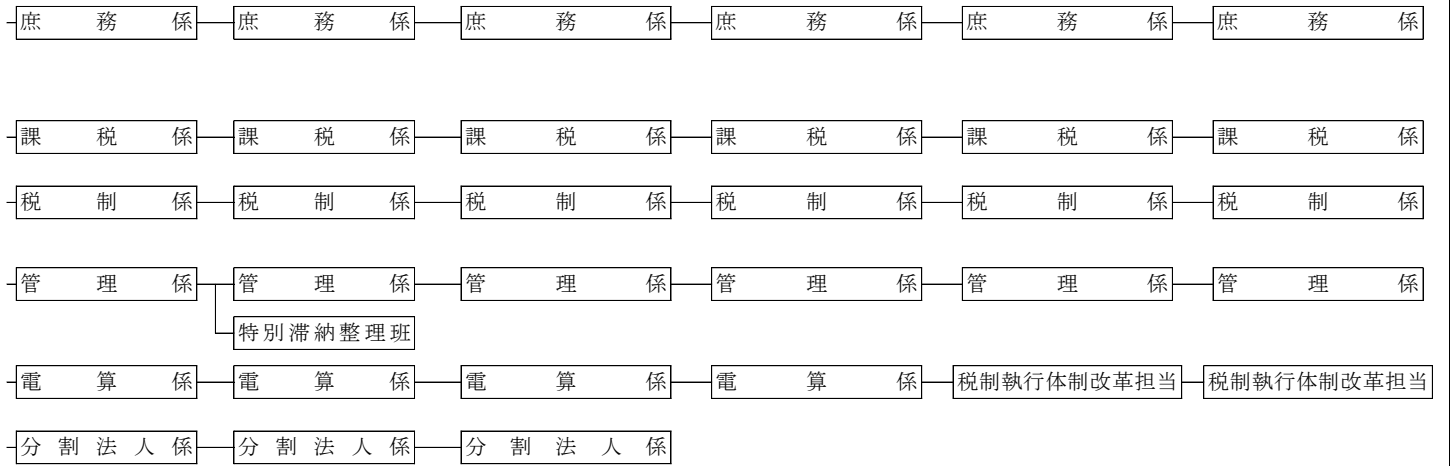 庶務係 庶務係 庶務係 庶務係 庶務係 庶務係
課税係 課税係 課税係 課税係 課税係 課税係
税制係 税制係 税制係 税制係 税制係 税制係
管理係 管理係 管理係 管理係 管理係 管理係
特別滞納整理班
電算係 電算係 電算係 電算係 税制執行体制改革担当 税制執行体制改革担当
分割法人係 分割法人係 分割法人係